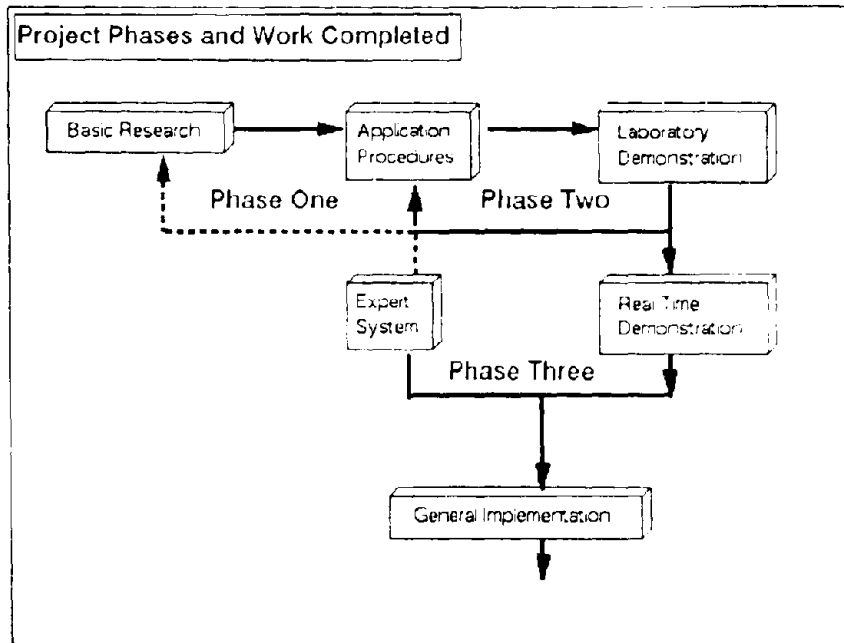 Project Phases and Work Completed
Basic Research
Application
Procedures
Laboratory
Demonstration
Phase One
Phase Two
Expert
System
Real Time
Demonstration
Phase Three
General Implementation